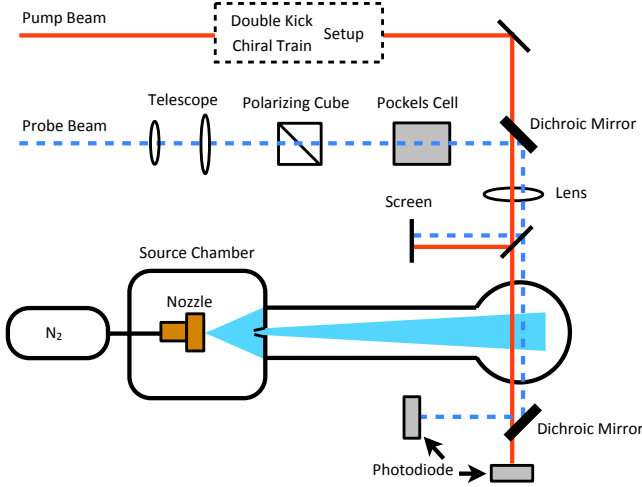 Pump Beam
Double Kick
Chiral Train Setup
Telescope
Polarizing Cube
Pockels Cell
Probe Beam
Dichroic Mirror
Lens
Screen
Source Chamber
Nozzle
N₂
Dichroic Mirror
Photodiode